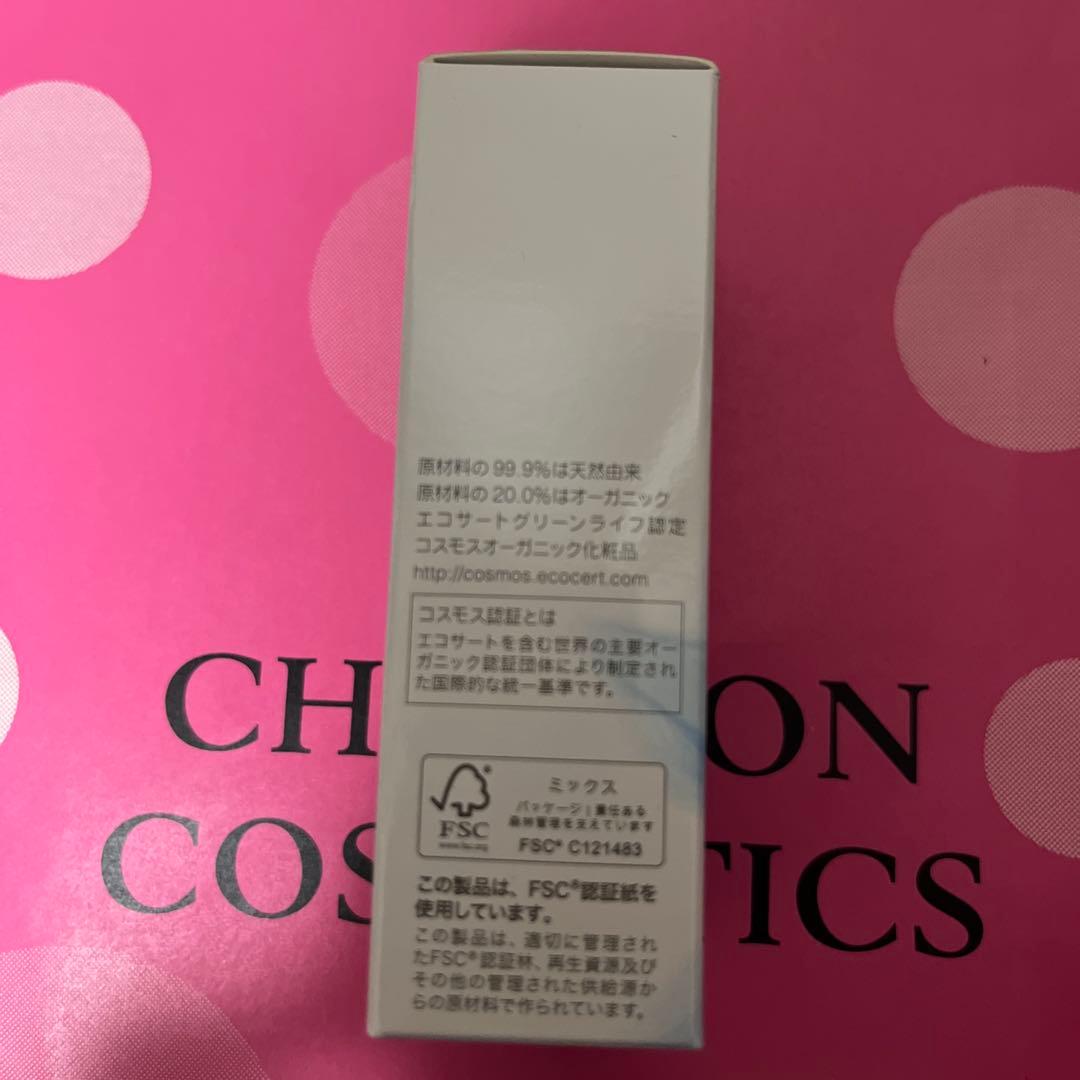 原材料の99.9%は天然由来
原材料の20.0%はオーガニック
エコサートグリーンライフ認定
コスモスオーガニック化粧品
http://cosmos.ecocert.com
コスモス認証とは
エコサートを含む世界の主要オー
ガニック認証団体により制定され
た国際的な統一基準です。
FSC
www.fsc.org
ミックス
パッケージ|責任ある
森林管理を支えています
FSC® C121483
この製品は、FSC®認証紙を
使用しています。
この製品は、適切に管理され
たFSC®認証林、再生資源及び
その他の管理された供給源か
らの原材料で作られています。
CH ON
COS TICS